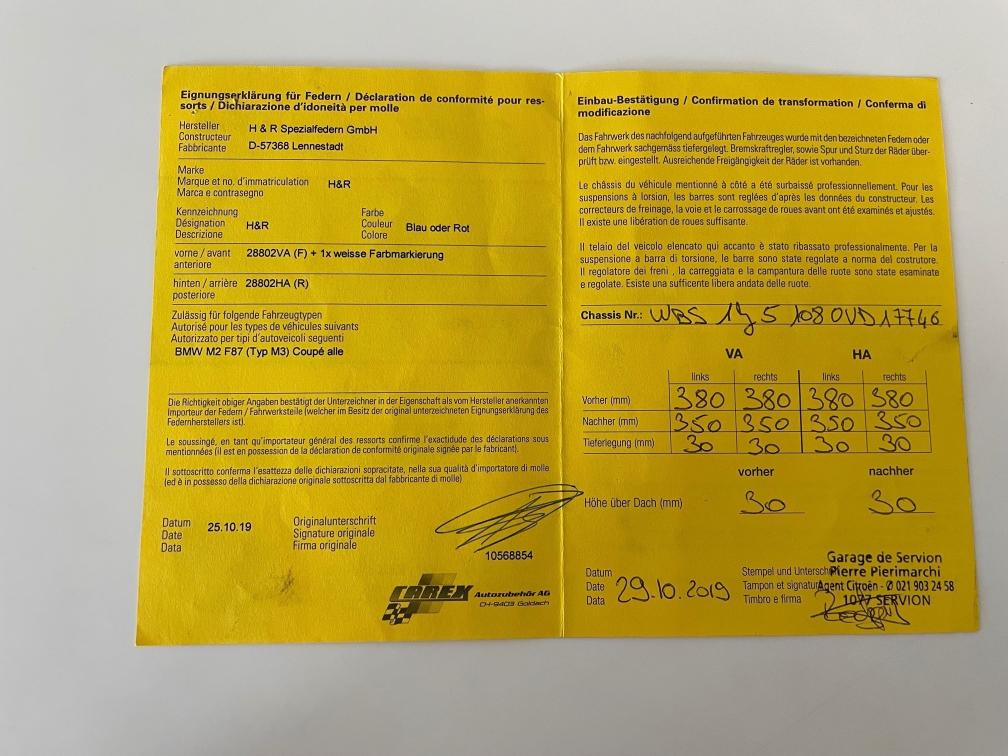 Eignungserklärung für Federn / Déclaration de conformité pour res-
sorts / Dichiarazione d'idoneità per molle
Hersteller
Constructeur
Fabbricante
H & R Spezialfedern GmbH
D-57368 Lennestadt
Marke
Marque et no. d'immatriculation
Marca e contrasegno
H&R
Kennzeichnung
Désignation
Descrizione
H&R
Farbe
Couleur
Colore
Blau oder Rot
vorne / avant
anteriore
28802VA (F) + 1x weisse Farbmarkierung
hinten / arrière
posteriore
28802HA (R)
Zulässig für folgende Fahrzeugtypen
Autorisé pour les types de véhicules suivants
Autorizzato per tipi d'autoveicoli seguenti
BMW M2 F87 (Typ M3) Coupé alle
Die Richtigkeit obiger Angaben bestätigt der Unterzeichner in der Eigenschaft als vom Hersteller anerkannten
Importeur der Federn / Fahrwerksteile (welcher im Besitz der original unterzeichneten Eignungserklärung des
Federnherstellers ist).
Le soussingé, en tant qu'importateur général des ressorts confirme l'exactidude des déclarations sous
mentionnées (il est en possession de la déclaration de conformité originale signée par le fabricant).
Il sottoscritto conferma l'esattezza delle dichiarazioni sopracitate, nella sua qualità d'importatore di molle
(ed è in possesso della dichiarazione originale sottoscritta dal fabbricante di molle)
Datum
Date
Data
25.10.19
Originalunterschrift
Signature originale
Firma originale
10568854
CAREX Autozubehör AG
CH-9403 Goldach
Einbau-Bestätigung / Confirmation de transformation / Conferma di
modificazione
Das Fahrwerk des nachfolgend aufgeführten Fahrzeuges wurde mit den bezeichneten Federn oder
dem Fahrwerk sachgemäss tiefergelegt. Bremskraftregler, sowie Spur und Sturz der Räder über-
prüft bzw. eingestellt. Ausreichende Freigängigkeit der Räder ist vorhanden.
Le châssis du véhicule mentionné à côté a été surbaissé professionnelement. Pour les
suspensions à lorsion, les barres sont reglées d'après les données du constructeur. Les
correcteurs de freinage, la voie et le carrossage de roues avant ont été examinés et ajustés.
Il existe une libération de roues suffisante.
Il telaio del veicolo elencato qui accanto è stato ribassato professionalmente. Per la
suspensione a barra di torsione, le barre sono state regolate a norma del costrutore.
Il regolatore dei freni , la carreggiata e la campantura delle ruote sono state esaminate
e regolate. Esiste una sufficente libera andata delle ruote.
Chassis Nr.:
VA HA
links rechts links rechts
Vorher (mm) 380 380 380 380
Nachher (mm) 350 350 350 350
Tieferlegung (mm) 30 30 30 30
vorher nachher
Höhe über Dach (mm) 30 30
Datum
Date
Data
29.10.2019
Stempel und Untersch
Tampon et signatur
Timbro e firma
Garage de Servion
Pierre Pierimarchi
Agent Citroën - Ø 021 903 24 58
1077 SERVION